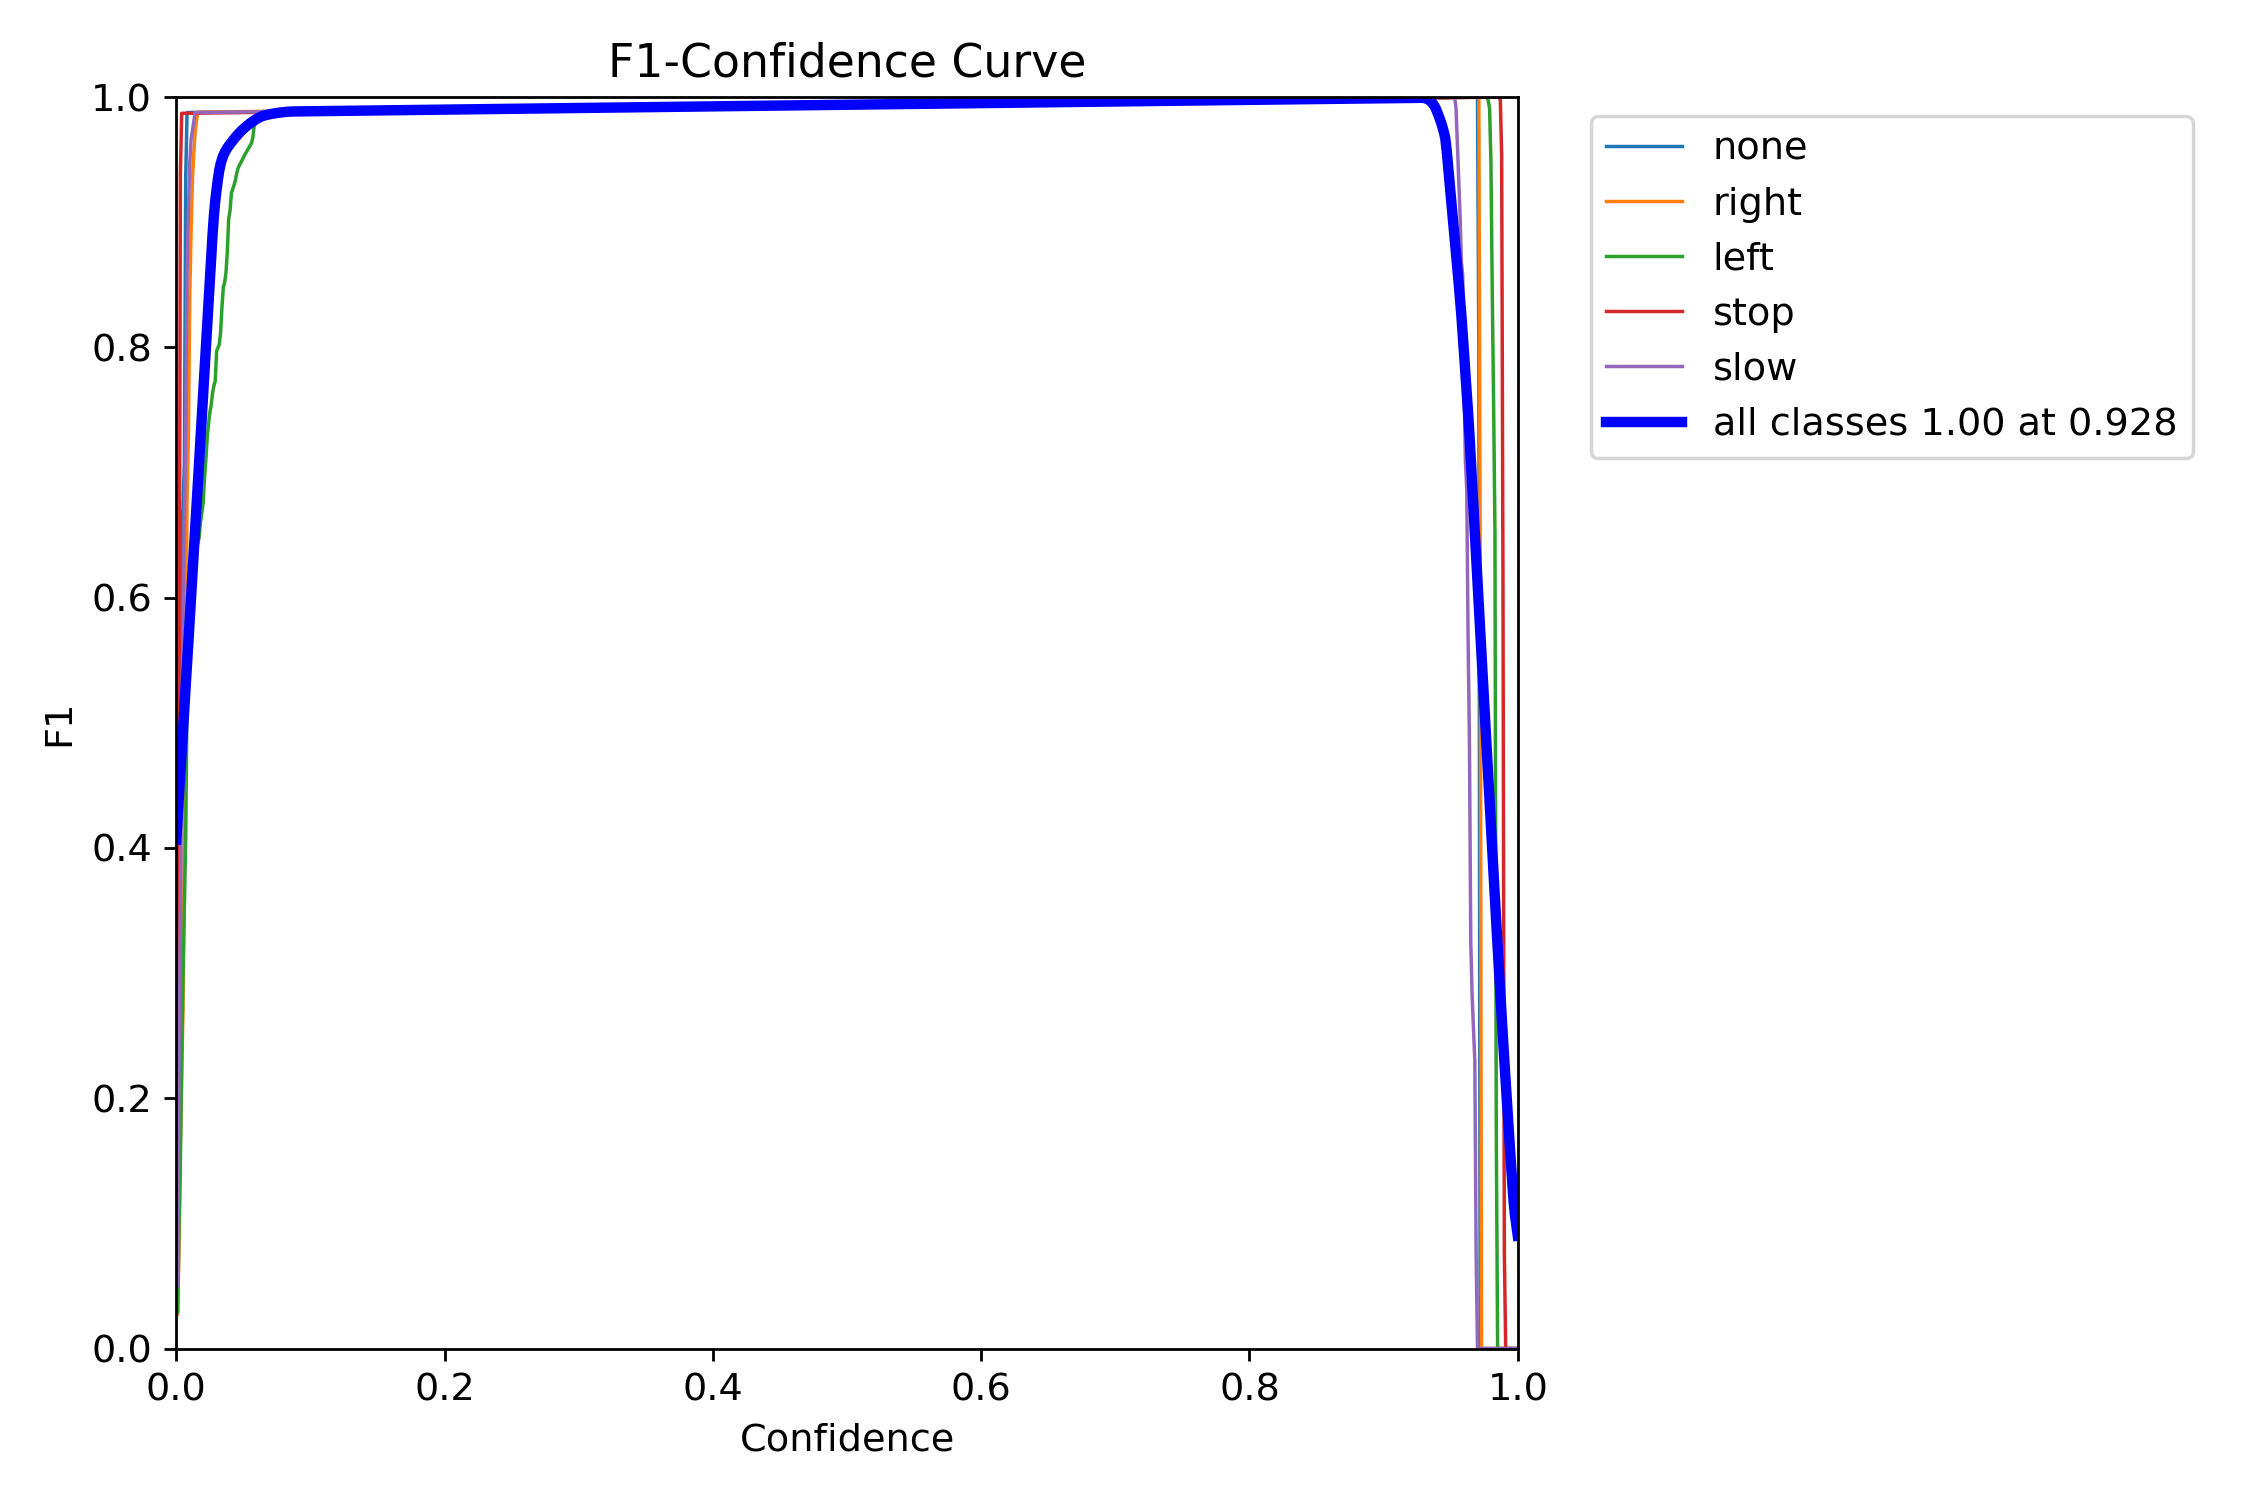 F1-Confidence Curve
1.0
0.8
0.6
0.4
0.2
0.0
F1
0.0 0.2 0.4 0.6 0.8 1.0
Confidence
none
right
left
stop
slow
all classes 1.00 at 0.928